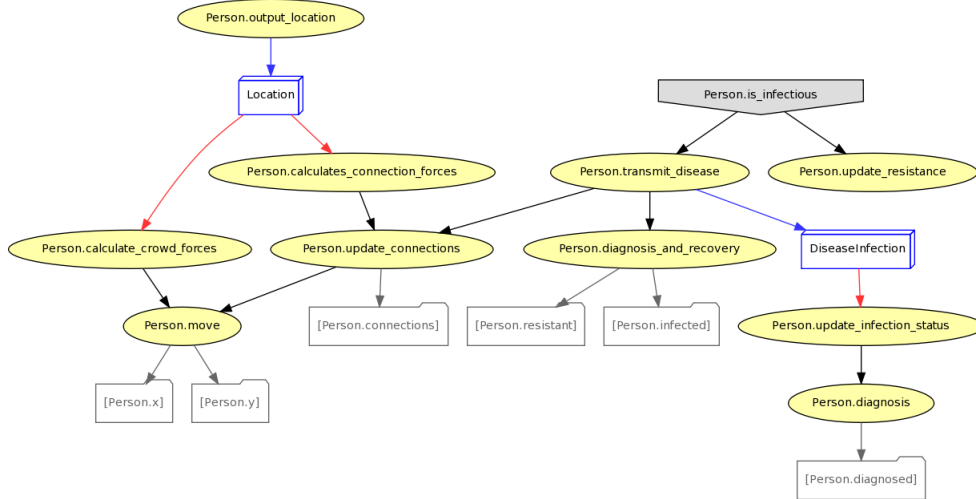 Person.output_location
Location
Person.is_infectious
Person.calculates_connection_forces
Person.transmit_disease
Person.update_resistance
Person.calculate_crowd_forces
Person.update_connections
Person.diagnosis_and_recovery
DiseaseInfection
Person.move
[Person.connections]
[Person.resistant]
[Person.infected]
Person.update_infection_status
[Person.x]
[Person.y]
Person.diagnosis
[Person.diagnosed]